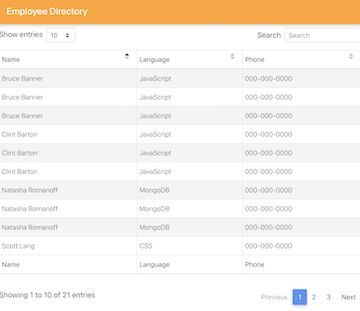 Employee Directory
Show entries 10 Search Search
Name Language Phone
Bruce Banner JavaScript 000-000-0000
Bruce Banner JavaScript 000-000-0000
Bruce Banner JavaScript 000-000-0000
Clint Barton JavaScript 000-000-0000
Clint Barton JavaScript 000-000-0000
Clint Barton JavaScript 000-000-0000
Natasha Romanoff MongoDB 000-000-0000
Natasha Romanoff MongoDB 000-000-0000
Natasha Romanoff MongoDB 000-000-0000
Scott Lang CSS 000-000-0000
Name Language Phone
Showing 1 to 10 of 21 entries Previous 1 2 3 Next